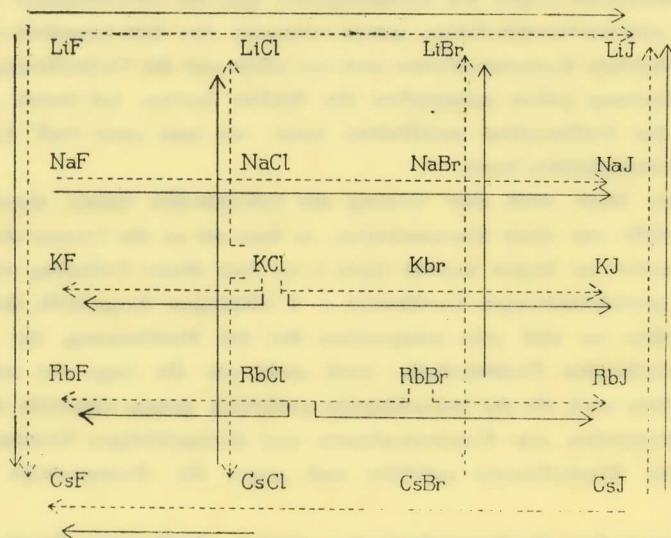 LiF LiCl LiBr LiJ
NaF NaCl NaBr NaJ
KF KCl Kbr KJ
RbF RbCl RbBr RbJ
CsF CsCl CsBr CsJ